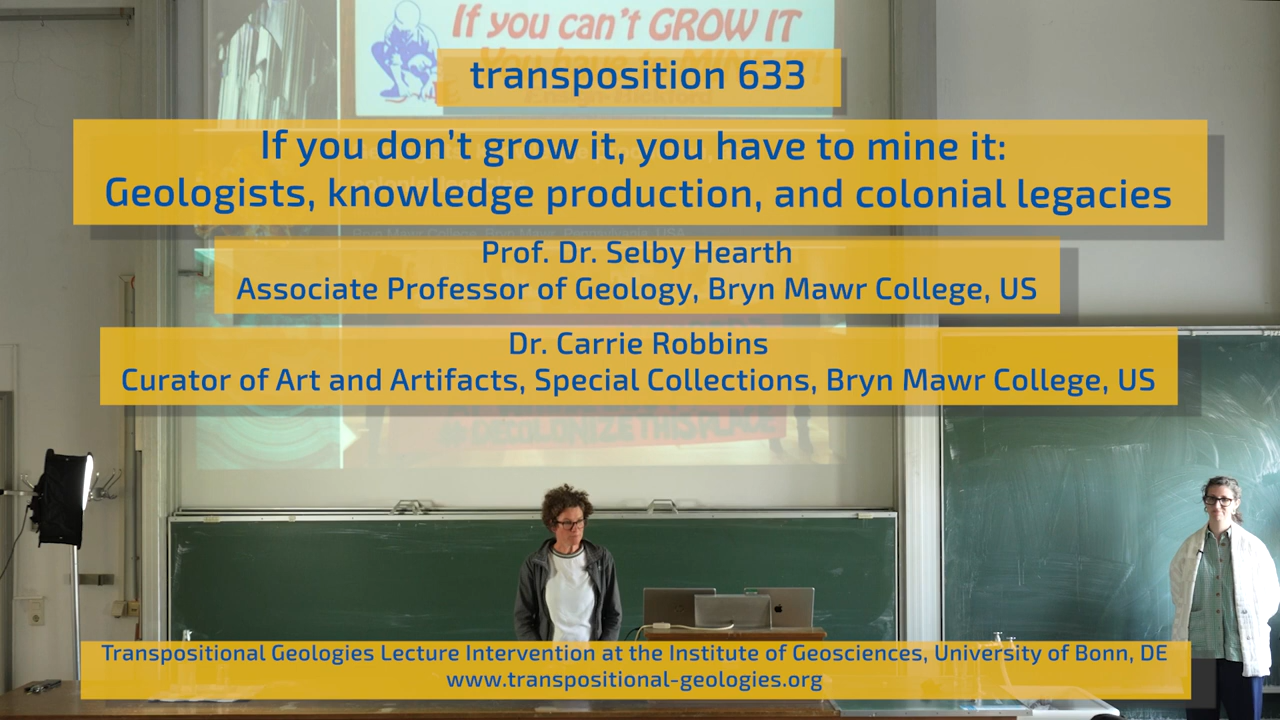 If you can't GROW IT
transposition 633
If you don't grow it, you have to mine it:
Geologists, knowledge production, and colonial legacies
Prof. Dr. Selby Hearth
Associate Professor of Geology, Bryn Mawr College, US
Dr. Carrie Robbins
Curator of Art and Artifacts, Special Collections, Bryn Mawr College, US
#DECOLONIZETHISPLACE
Transpositional Geologies Lecture Intervention at the Institute of Geosciences, University of Bonn, DE
www.transpositional-geologies.org